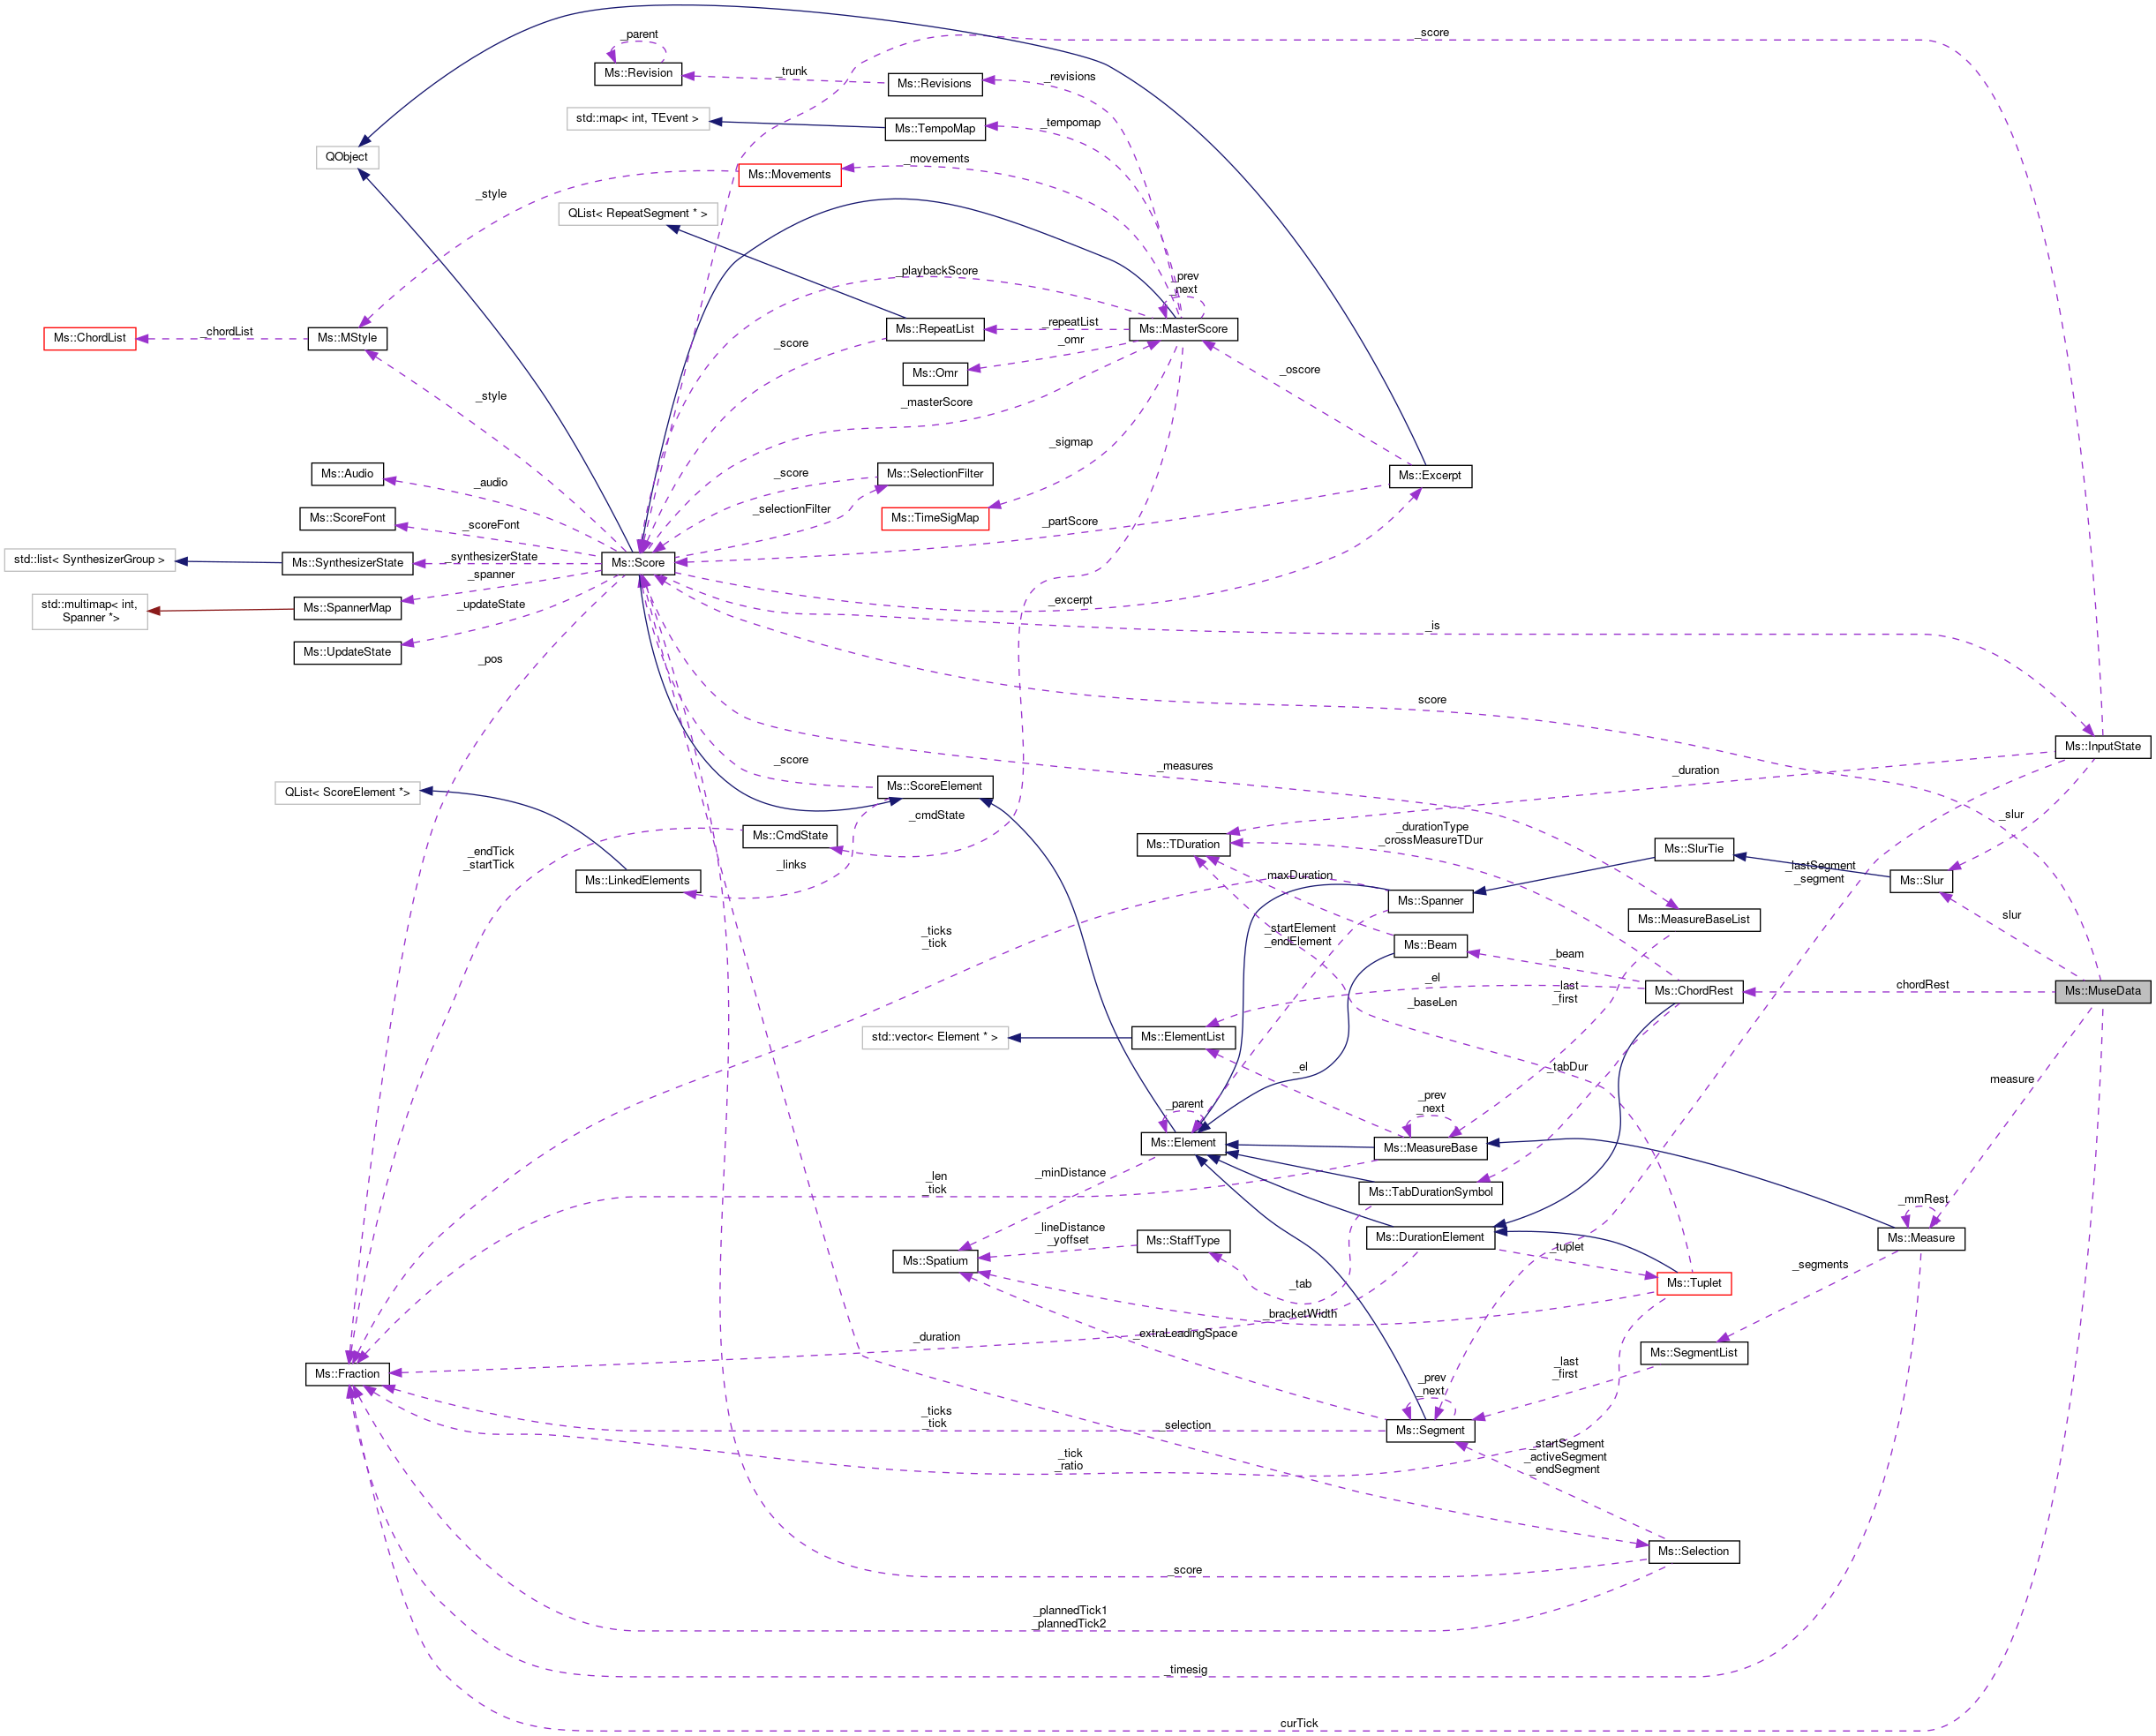 _score
_parent
Ms::Revision
_trunk
Ms::Revisions
_revisions
std::map< int, TEvent >
Ms::TempoMap
_tempomap
QObject
Ms::Movements
_movements
_style
QList< RepeatSegment * >
_playbackScore
_prev
_next
Ms::ChordList
_chordList
Ms::MStyle
_score
Ms::RepeatList
_repeatList
_omr
Ms::MasterScore
Ms::Omr
_oscore
_style
_masterScore
_sigmap
Ms::Audio
_audio
_score
Ms::SelectionFilter
Ms::Excerpt
Ms::ScoreFont
_scoreFont
_selectionFilter
Ms::TimeSigMap
_partScore
std::list< SynthesizerGroup >
Ms::SynthesizerState
_synthesizerState
Ms::Score
_spanner
std::multimap< int,
Spanner *>
Ms::SpannerMap
_updateState
_excerpt
_is
Ms::UpdateState
_pos
score
Ms::InputState
_score
_measures
_duration
QList< ScoreElement *>
Ms::ScoreElement
_cmdState
_slur
Ms::CmdState
_durationType
_crossMeasureTDur
Ms::TDuration
Ms::SlurTie
_endTick
_startTick
_links
_lastSegment
_segment
Ms::LinkedElements
maxDuration
Ms::Spanner
Ms::Slur
Ms::MeasureBaseList
slur
_ticks
_tick
_startElement
_endElement
Ms::Beam
_beam
_el
_last
_first
Ms::ChordRest
chordRest
Ms::MuseData
_baseLen
std::vector< Element * >
Ms::ElementList
_el
_tabDur
measure
_parent
_prev
_next
Ms::Element
Ms::MeasureBase
_len
_tick
_minDistance
Ms::TabDurationSymbol
_mmRest
_lineDistance
_yoffset
Ms::StaffType
Ms::DurationElement
_tuplet
Ms::Measure
Ms::Spatium
_tab
Ms::Tuplet
_segments
_bracketWidth
_duration
_extraLeadingSpace
Ms::SegmentList
Ms::Fraction
_last
_first
_prev
_next
_ticks
_tick
_selection
Ms::Segment
_tick
_ratio
_startSegment
_activeSegment
_endSegment
Ms::Selection
_score
_plannedTick1
_plannedTick2
_timesig
curTick